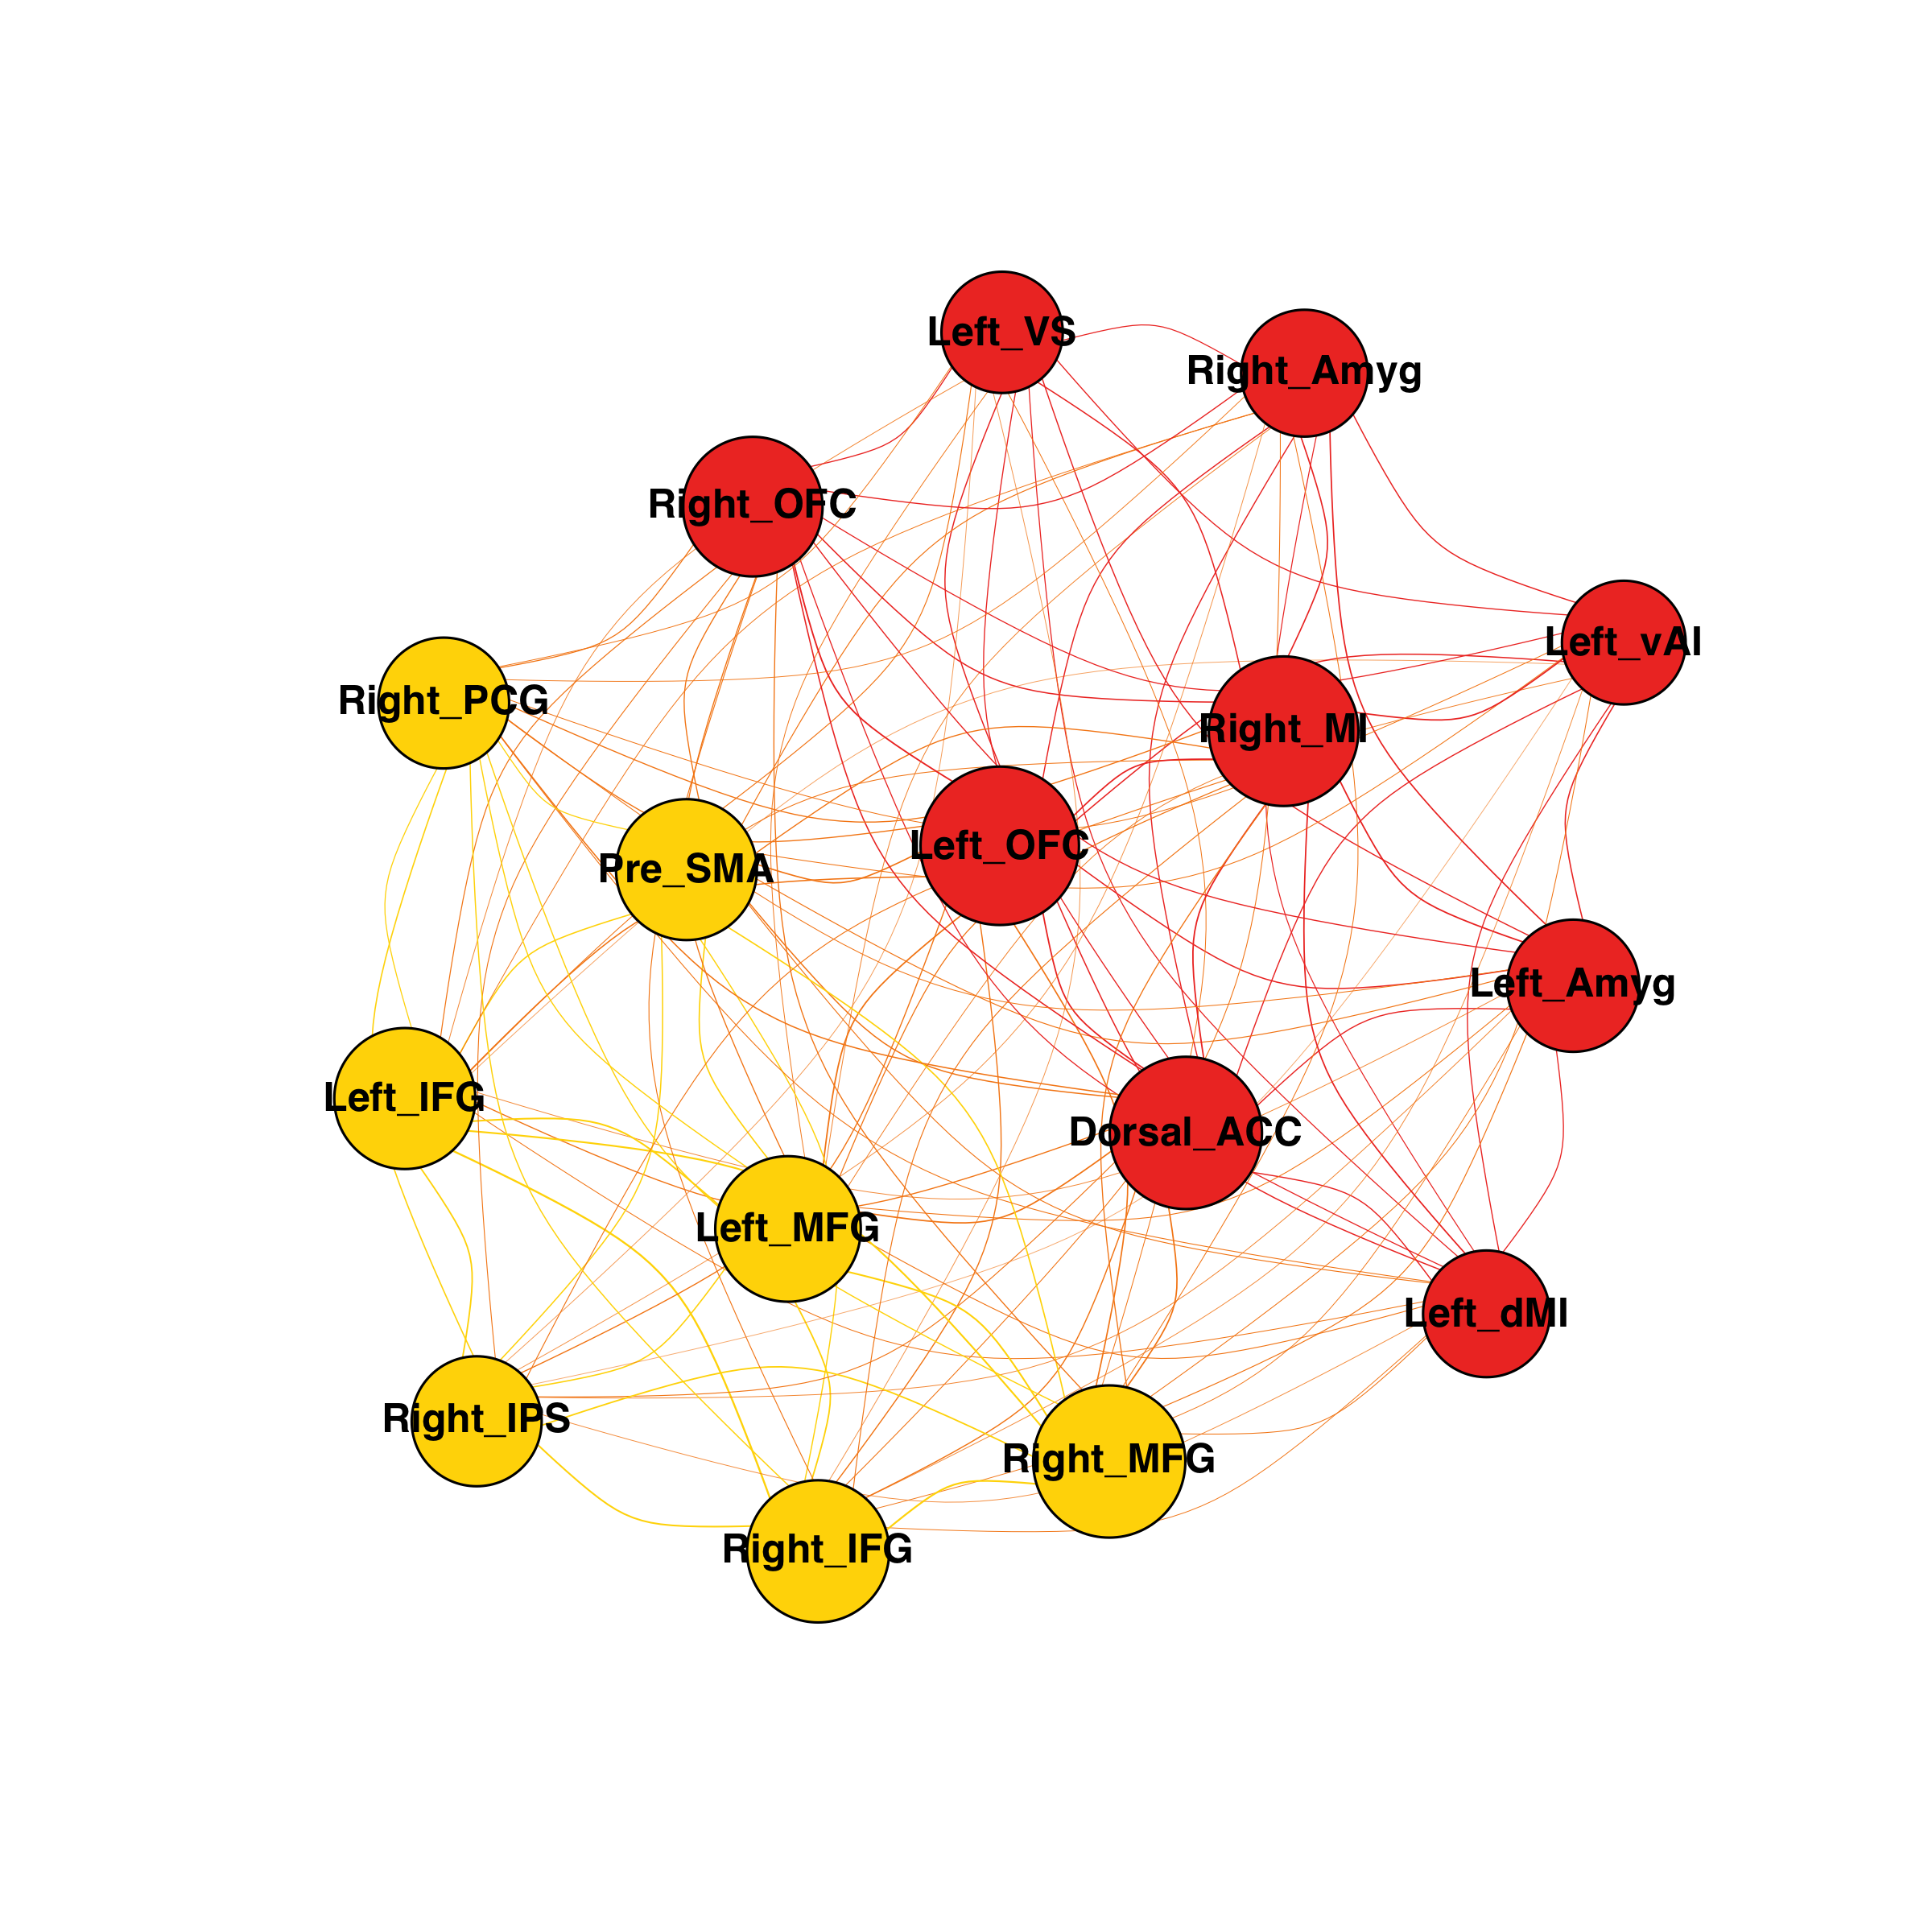 Left_VS
Right_Amyg
Right_OFC
Left_vAI
Right_PCG
Right_MI
Left_OFC
Pre_SMA
Left_Amyg
Left_IFG
Dorsal_ACC
Left_MFG
Left_dMI
Right_IPS
Right_MFG
Right_IFG